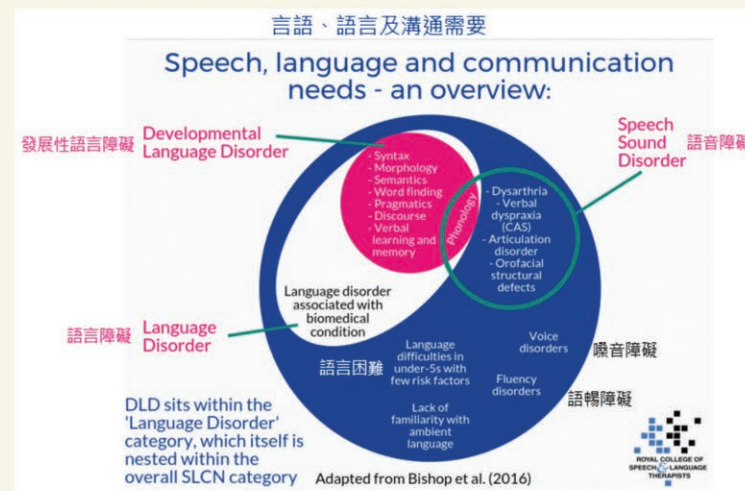 言語、語言及溝通需要
Speech, language and communication
needs - an overview:
發展性語言障礙 Developmental
Language Disorder
- Syntax
- Morphology
- Semantics
- Word finding
- Pragmatics
- Discourse
- Verbal
learning and
memory
Phonology
Speech
Sound
Disorder 語音障礙
- Dysarthria
- Verbal
dyspraxia
(CAS)
- Articulation
disorder
- Orofacial
structural
defects
Language disorder
associated with
biomedical
condition
語言障礙 Language
Disorder
語言困難
Language
difficulties in
under-5s with
few risk factors
Voice
disorders
嗓音障礙
Fluency
disorders
語暢障礙
Lack of
familiarity with
ambient
language
DLD sits within the
'Language Disorder'
category, which itself is
nested within the
overall SLCN category
Adapted from Bishop et al. (2016)
ROYAL COLLEGE OF
SPEECH & LANGUAGE
THERAPISTS